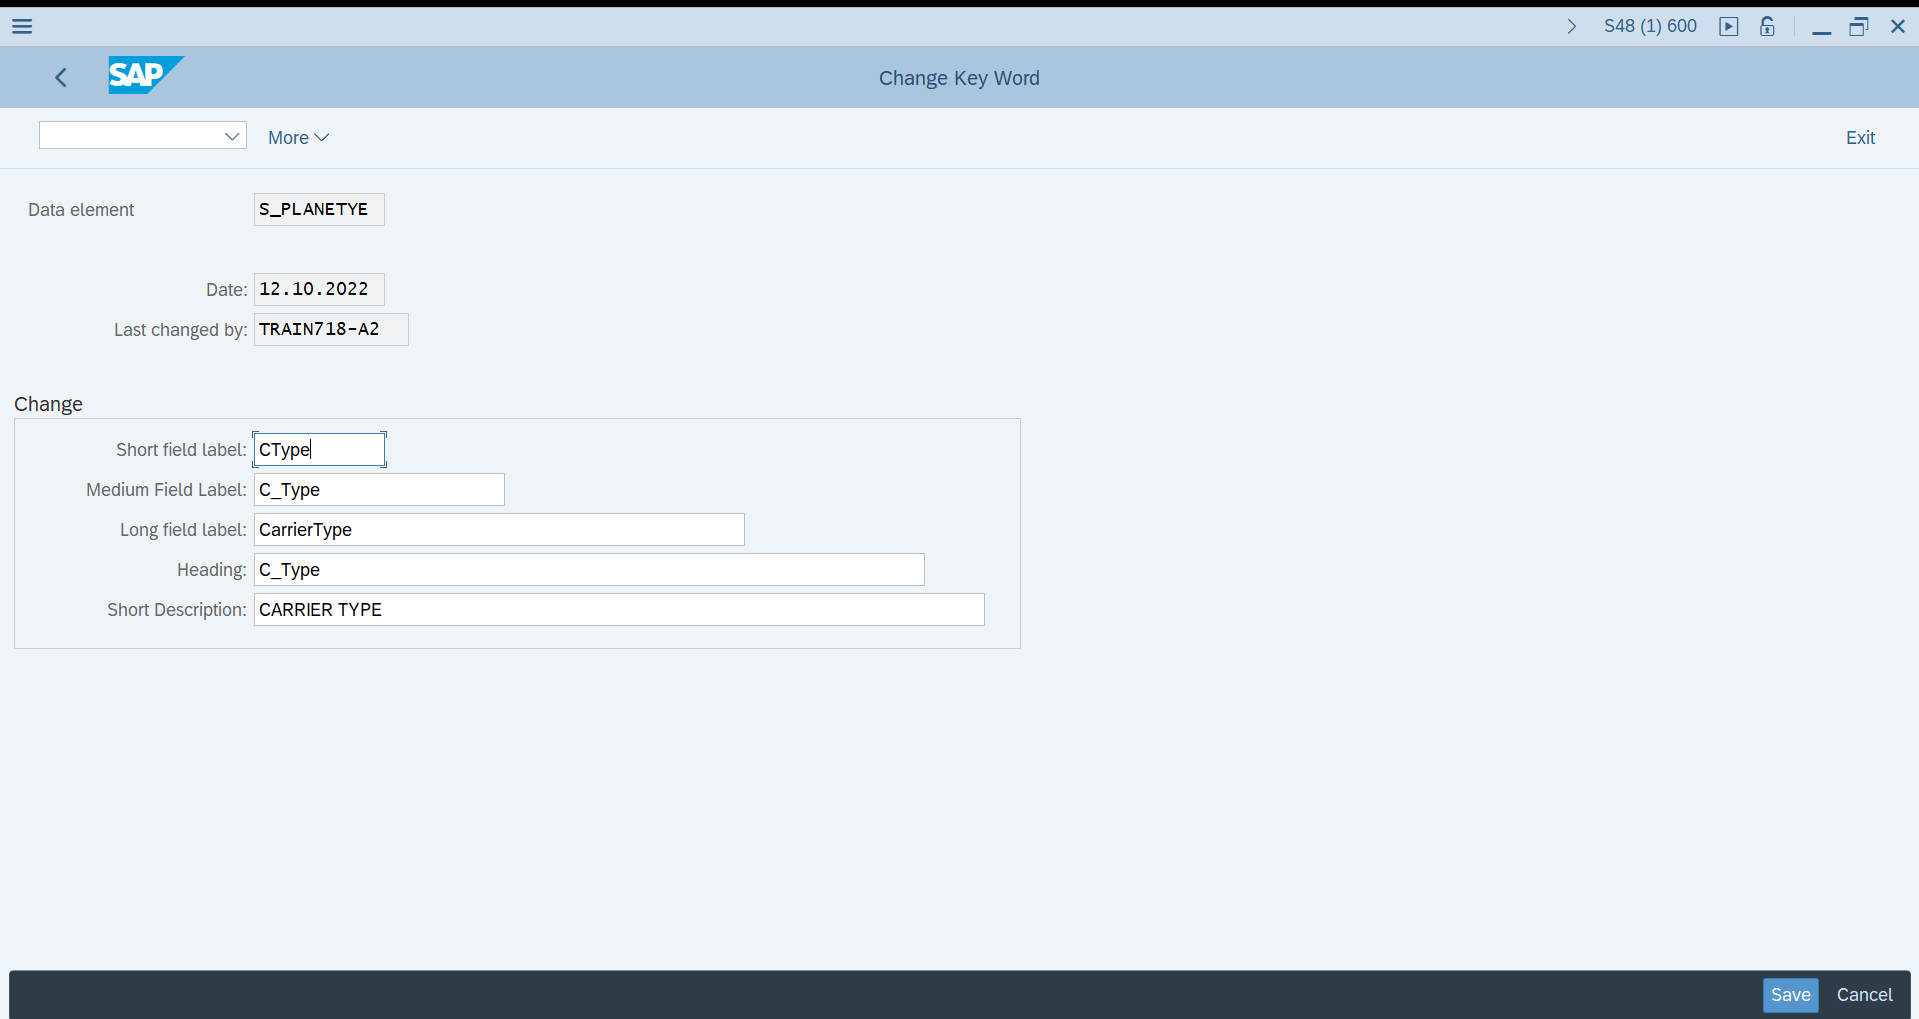 S48 (1) 600
SAP
Change Key Word
More
Exit
Data element S_PLANETYE
Date: 12.10.2022
Last changed by: TRAIN718-A2
Change
Short field label: CType
Medium Field Label: C_Type
Long field label: CarrierType
Heading: C_Type
Short Description: CARRIER TYPE
Save Cancel